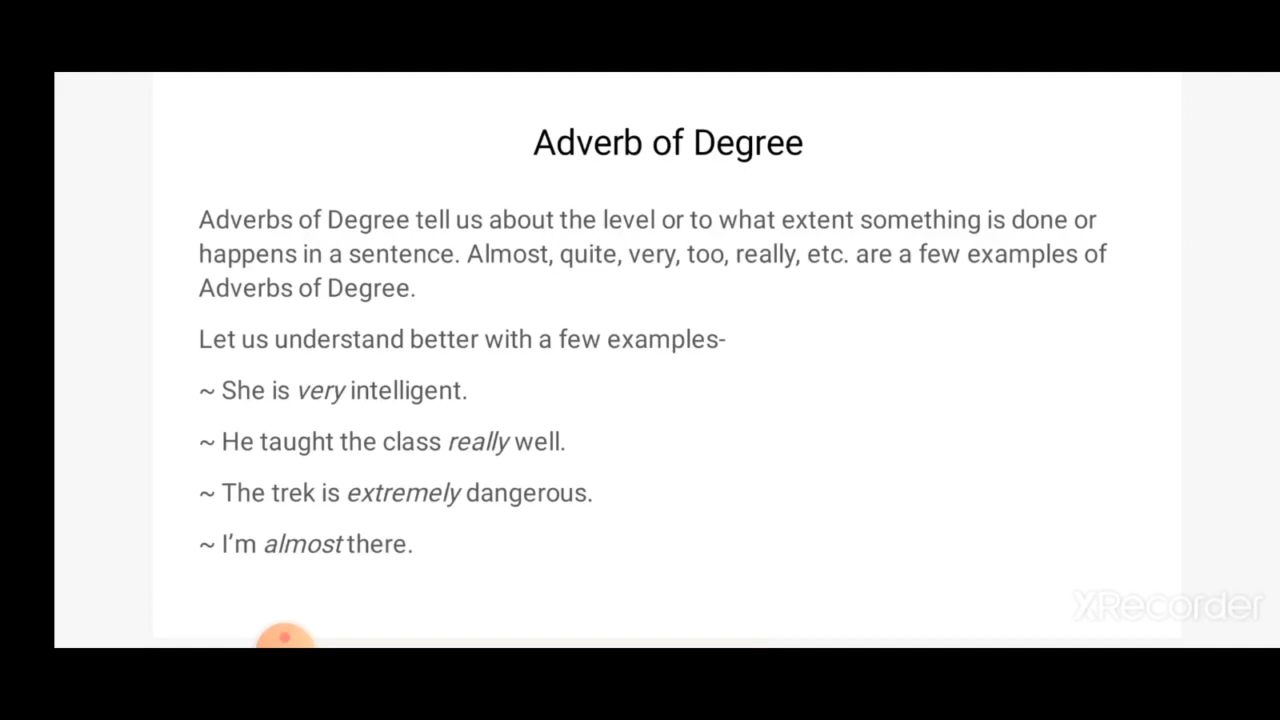 Adverb of Degree
Adverbs of Degree tell us about the level or to what extent something is done or
happens in a sentence. Almost, quite, very, too, really, etc. are a few examples of
Adverbs of Degree.
Let us understand better with a few examples-
~ She is very intelligent.
~ He taught the class really well.
~ The trek is extremely dangerous.
~ I’m almost there.
XRecorder